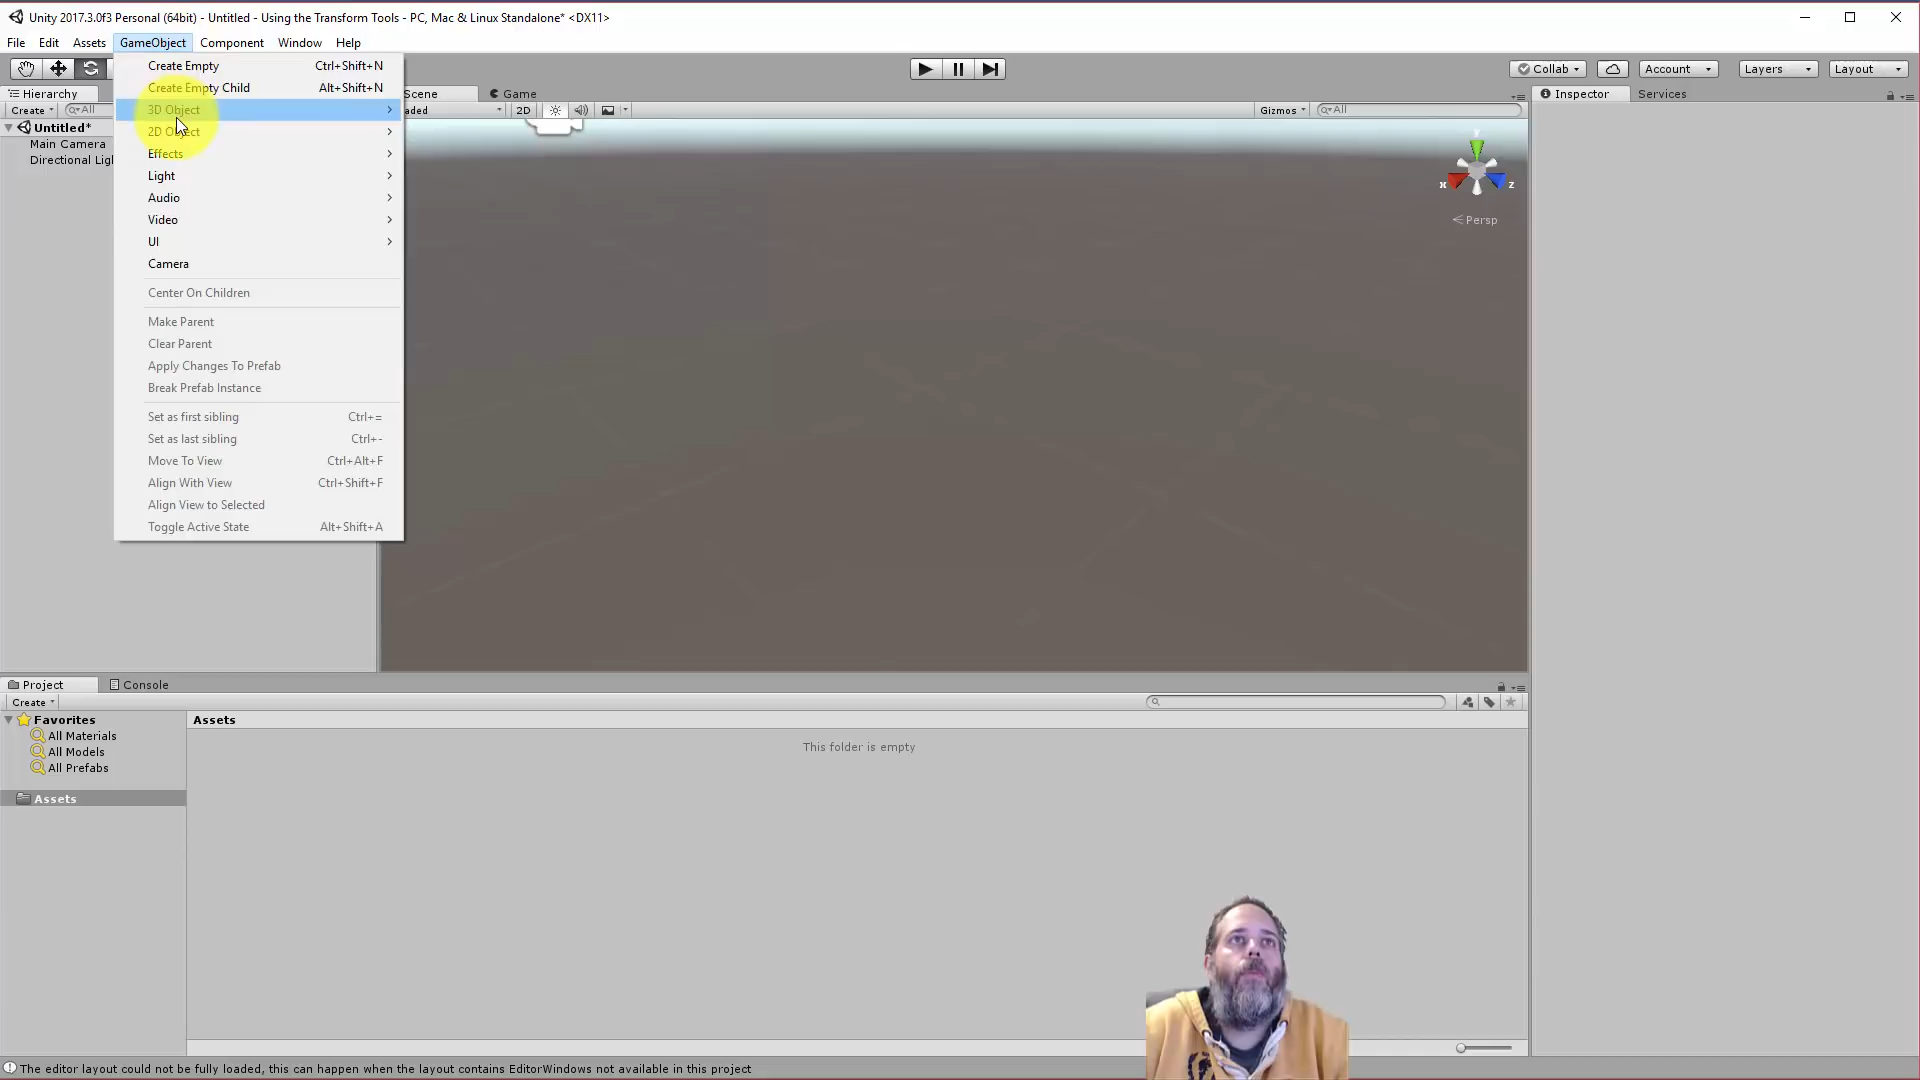 Unity 2017.3.0f3 Personal (64bit) - Untitled - Using the Transform Tools - PC, Mac & Linux Standalone* <DX11>
File Edit Assets GameObject Component Window Help
Collab Account Layers Layout
Hierarchy
Create All
Untitled*
Main Camera
Directional Ligl
Create Empty Ctrl+Shift+N
Create Empty Child Alt+Shift+N
3D Object
2D Object
Effects
Light
Audio
Video
UI
Camera
Center On Children
Make Parent
Clear Parent
Apply Changes To Prefab
Break Prefab Instance
Set as first sibling Ctrl+=
Set as last sibling Ctrl+-
Move To View Ctrl+Alt+F
Align With View Ctrl+Shift+F
Align View to Selected
Toggle Active State Alt+Shift+A
Scene Game
aded 2D Gizmos All
y
x z
Persp
Inspector Services
Project Console
Create
Favorites
All Materials
All Models
All Prefabs
Assets
Assets
This folder is empty
The editor layout could not be fully loaded, this can happen when the layout contains EditorWindows not available in this project